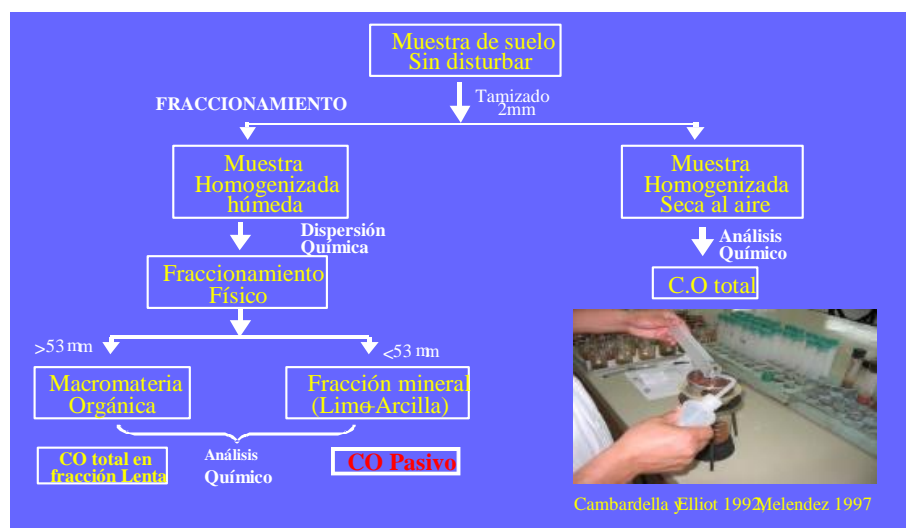 Muestra de suelo
Sin disturbar
FRACCIONAMIENTO
Tamizado
2mm
Muestra
Homogenizada
húmeda
Muestra
Homogenizada
Seca al aire
Dispersión
Química
Análisis
Químico
Fraccionamiento
Físico
C.O total
>53 mm
<53 mm
Macromateria
Orgánica
Fracción mineral
(Limo+Arcilla)
CO total en
fracción Lenta
Análisis
Químico
CO Pasivo
Cambardella y Elliot 1992, Melendez 1997